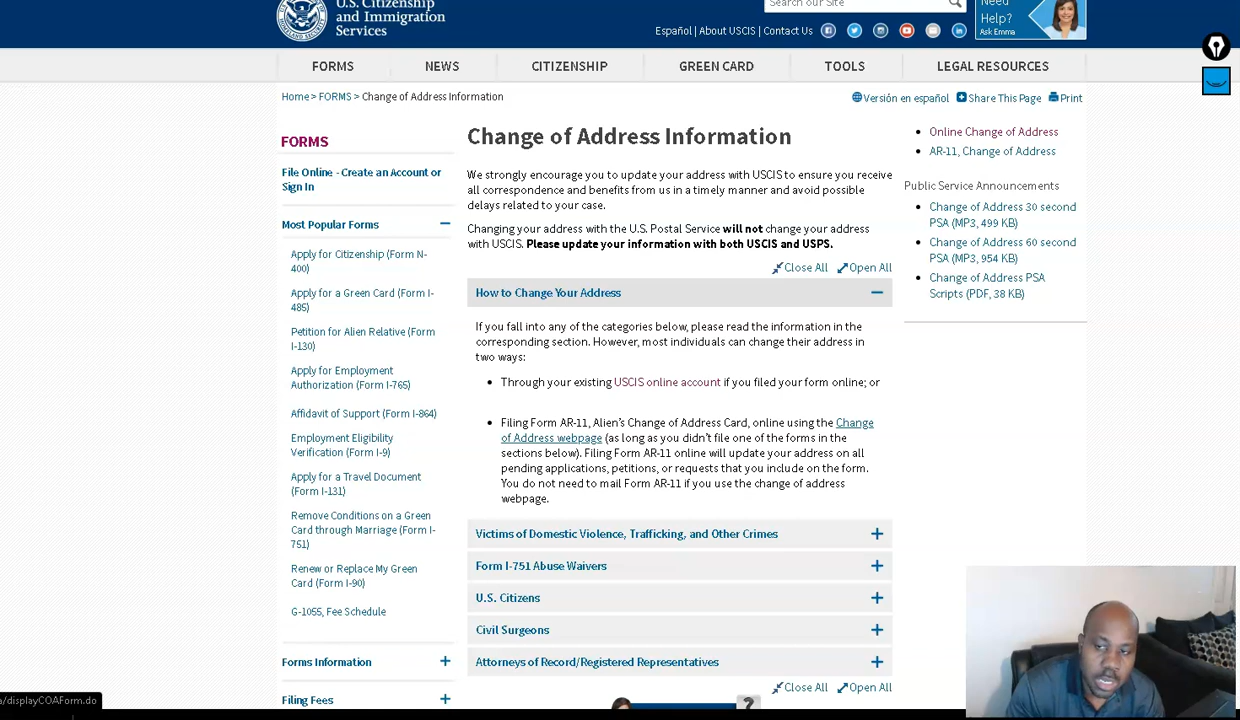 U.S. Citizenship
and Immigration
Services
Search our Site
Need
Help?
Ask Emma
Español | About USCIS | Contact Us
FORMS
NEWS
CITIZENSHIP
GREEN CARD
TOOLS
LEGAL RESOURCES
Home > FORMS > Change of Address Information
Versión en español
Share This Page
Print
FORMS
File Online - Create an Account or
Sign In
Most Popular Forms
Apply for Citizenship (Form N-
400)
Apply for a Green Card (Form I-
485)
Petition for Alien Relative (Form
I-130)
Apply for Employment
Authorization (Form I-765)
Affidavit of Support (Form I-864)
Employment Eligibility
Verification (Form I-9)
Apply for a Travel Document
(Form I-131)
Remove Conditions on a Green
Card through Marriage (Form I-
751)
Renew or Replace My Green
Card (Form I-90)
G-1055, Fee Schedule
Forms Information
Filing Fees
Change of Address Information
We strongly encourage you to update your address with USCIS to ensure you receive
all correspondence and benefits from us in a timely manner and avoid possible
delays related to your case.
Changing your address with the U.S. Postal Service will not change your address
with USCIS. Please update your information with both USCIS and USPS.
Close All Open All
How to Change Your Address
If you fall into any of the categories below, please read the information in the
corresponding section. However, most individuals can change their address in
two ways:
Through your existing USCIS online account if you filed your form online; or
Filing Form AR-11, Alien's Change of Address Card, online using the Change
of Address webpage (as long as you didn't file one of the forms in the
sections below). Filing Form AR-11 online will update your address on all
pending applications, petitions, or requests that you include on the form.
You do not need to mail Form AR-11 if you use the change of address
webpage.
Victims of Domestic Violence, Trafficking, and Other Crimes
Form I-751 Abuse Waivers
U.S. Citizens
Civil Surgeons
Attorneys of Record/Registered Representatives
Close All Open All
Online Change of Address
AR-11, Change of Address
Public Service Announcements
Change of Address 30 second
PSA (MP3, 499 KB)
Change of Address 60 second
PSA (MP3, 954 KB)
Change of Address PSA
Scripts (PDF, 38 KB)
a/displayCOAForm.do
?